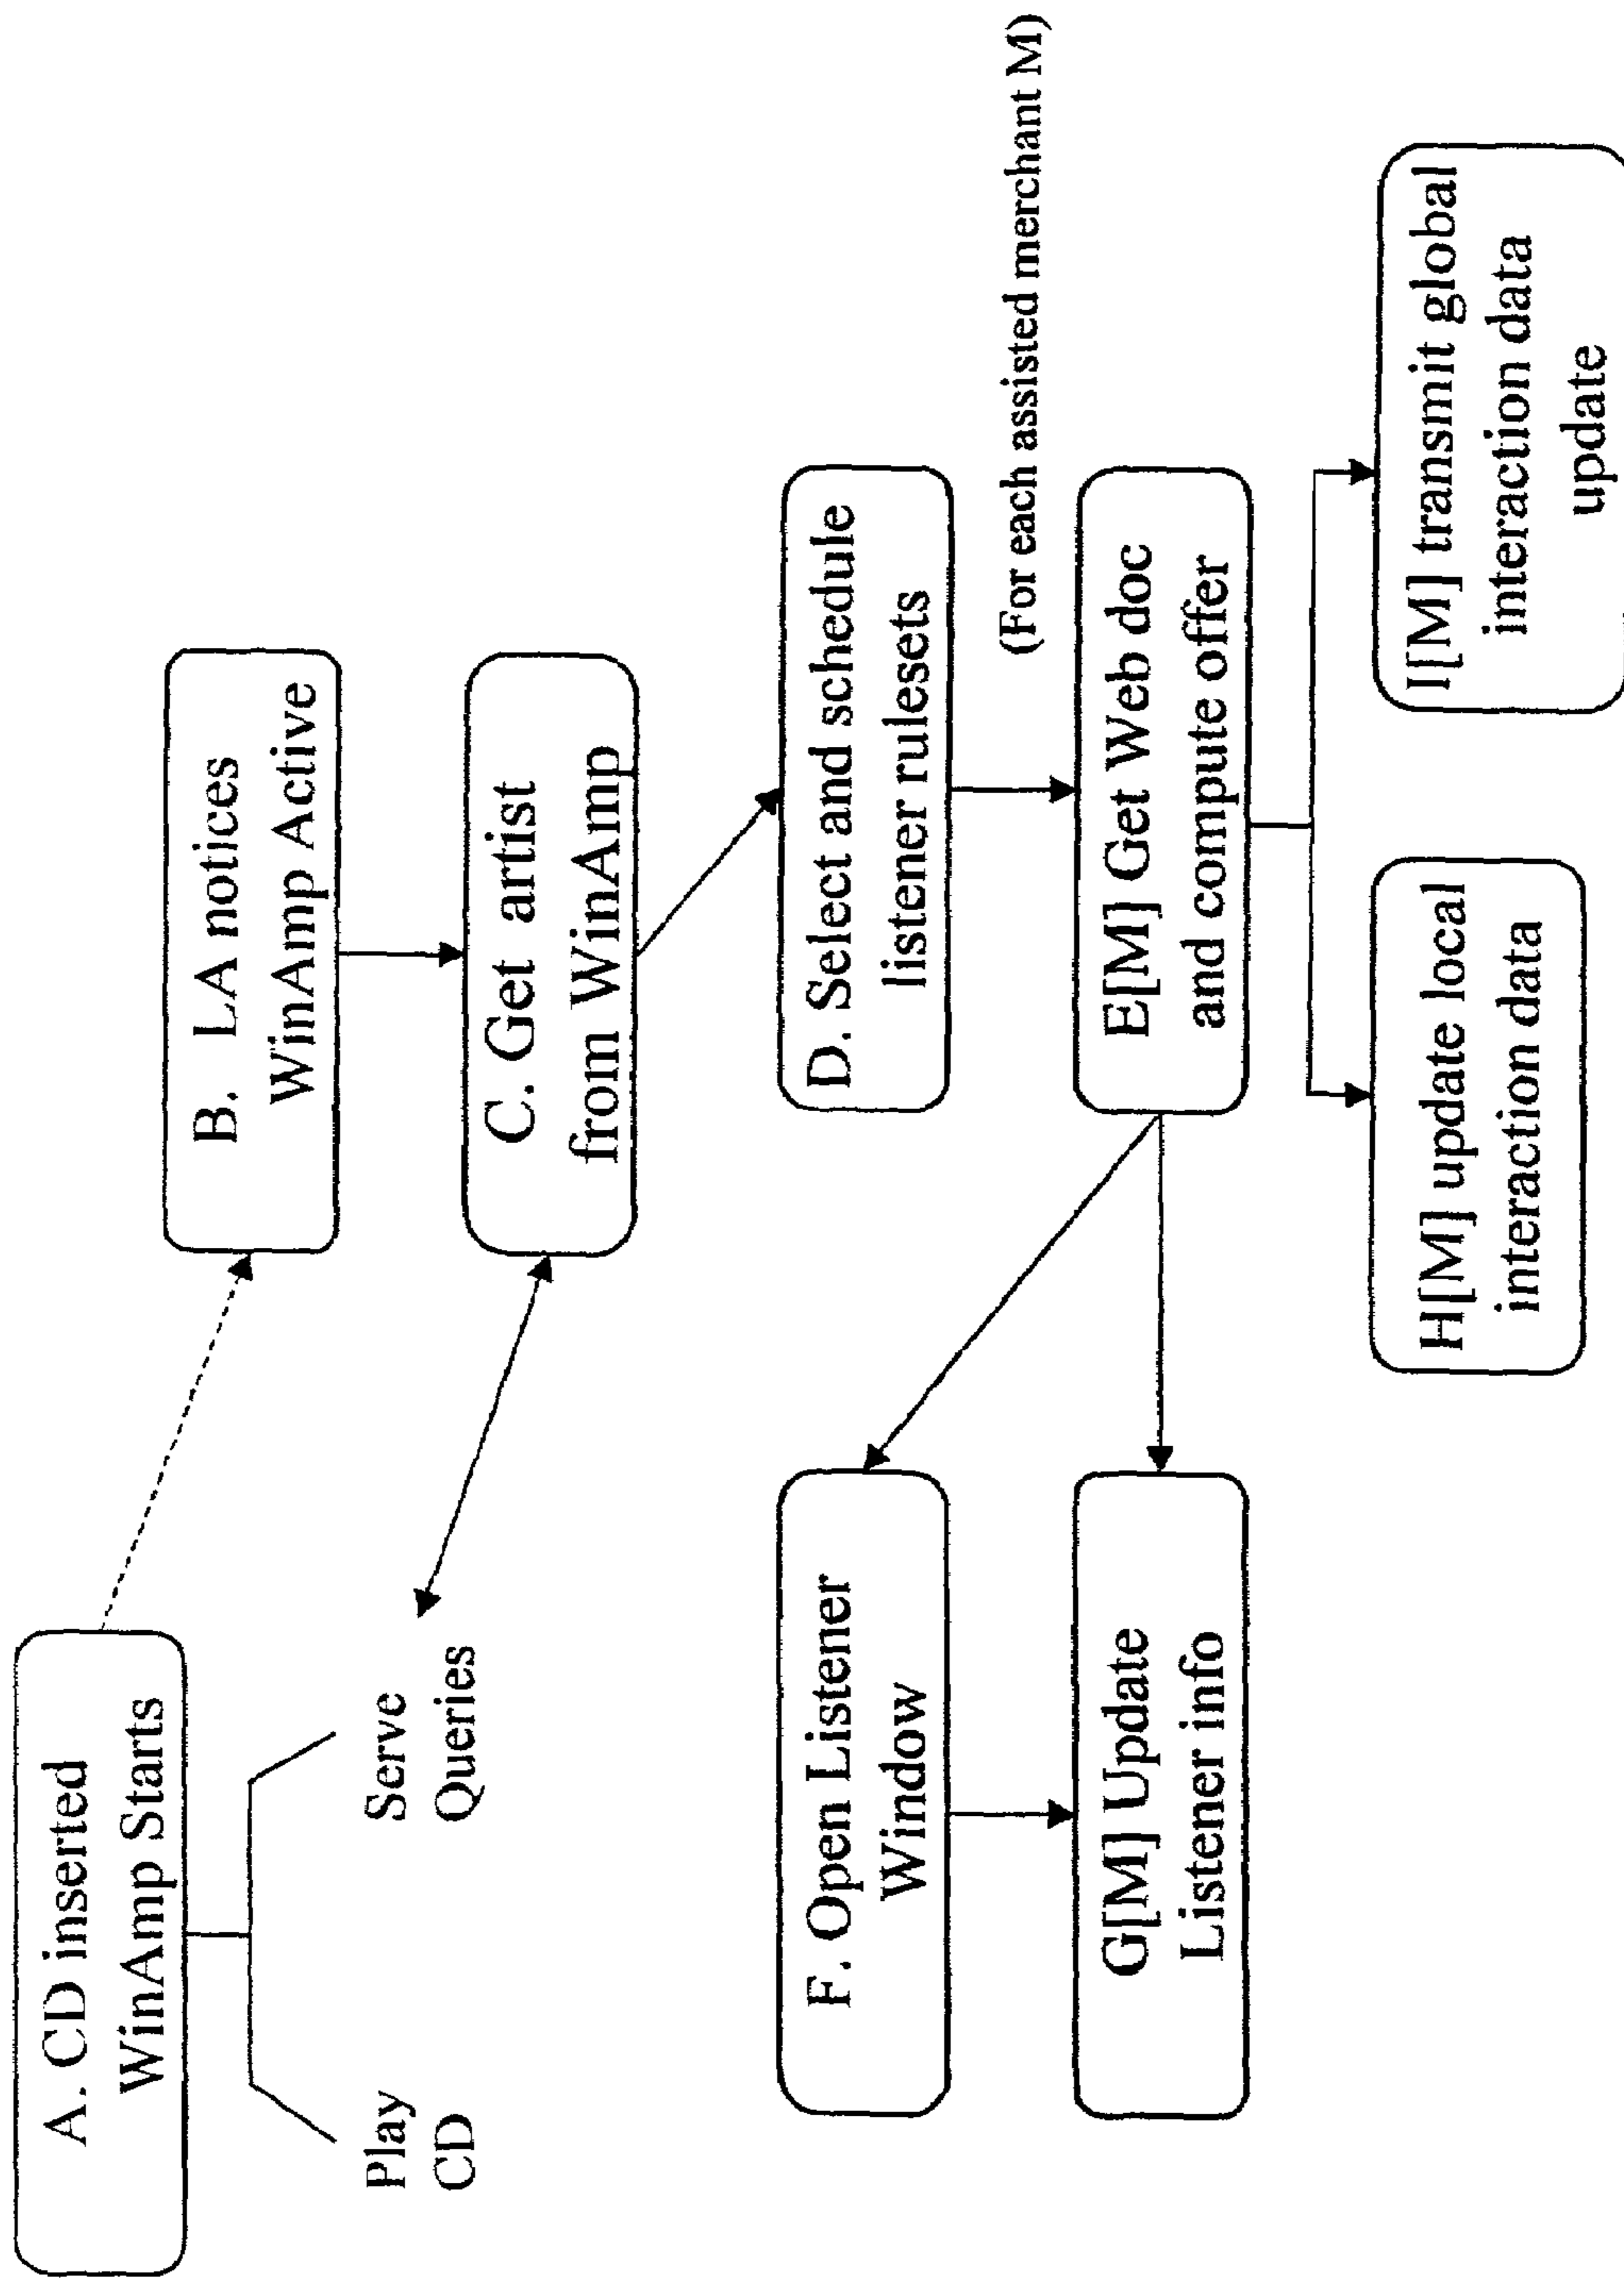 A. CD inserted
WinAmp Starts
Play
CD
Serve
Queries
B. LA notices
WinAmp Active
C. Get artist
from WinAmp
D. Select and schedule
listener rulesets
(For each assisted merchant M)
E[M] Get Web doc
and compute offer
F. Open Listener
Window
G[M] Update
Listener info
H[M] update local
interaction data
I[M] transmit global
interaction data
update